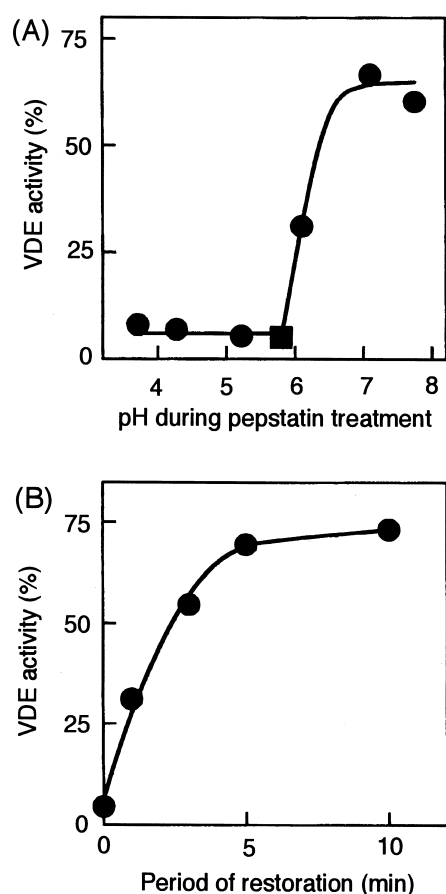 (A)
75
50
25
0
VDE activity (%)
4 5 6 7 8
pH during pepstatin treatment
(B)
75
50
25
0
VDE activity (%)
0 5 10
Period of restoration (min)